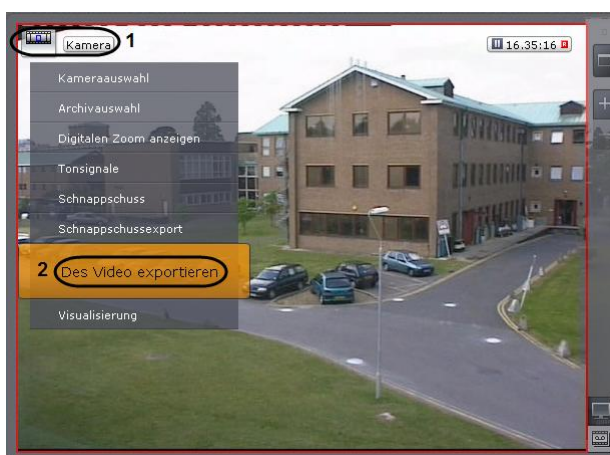 Kamera 1
16.35:16 R
Kameraauswahl
Archivauswahl
Digitalen Zoom anzeigen
Tonsignale
Schnappschuss
Schnappschussexport
2 Des Video exportieren
Visualisierung